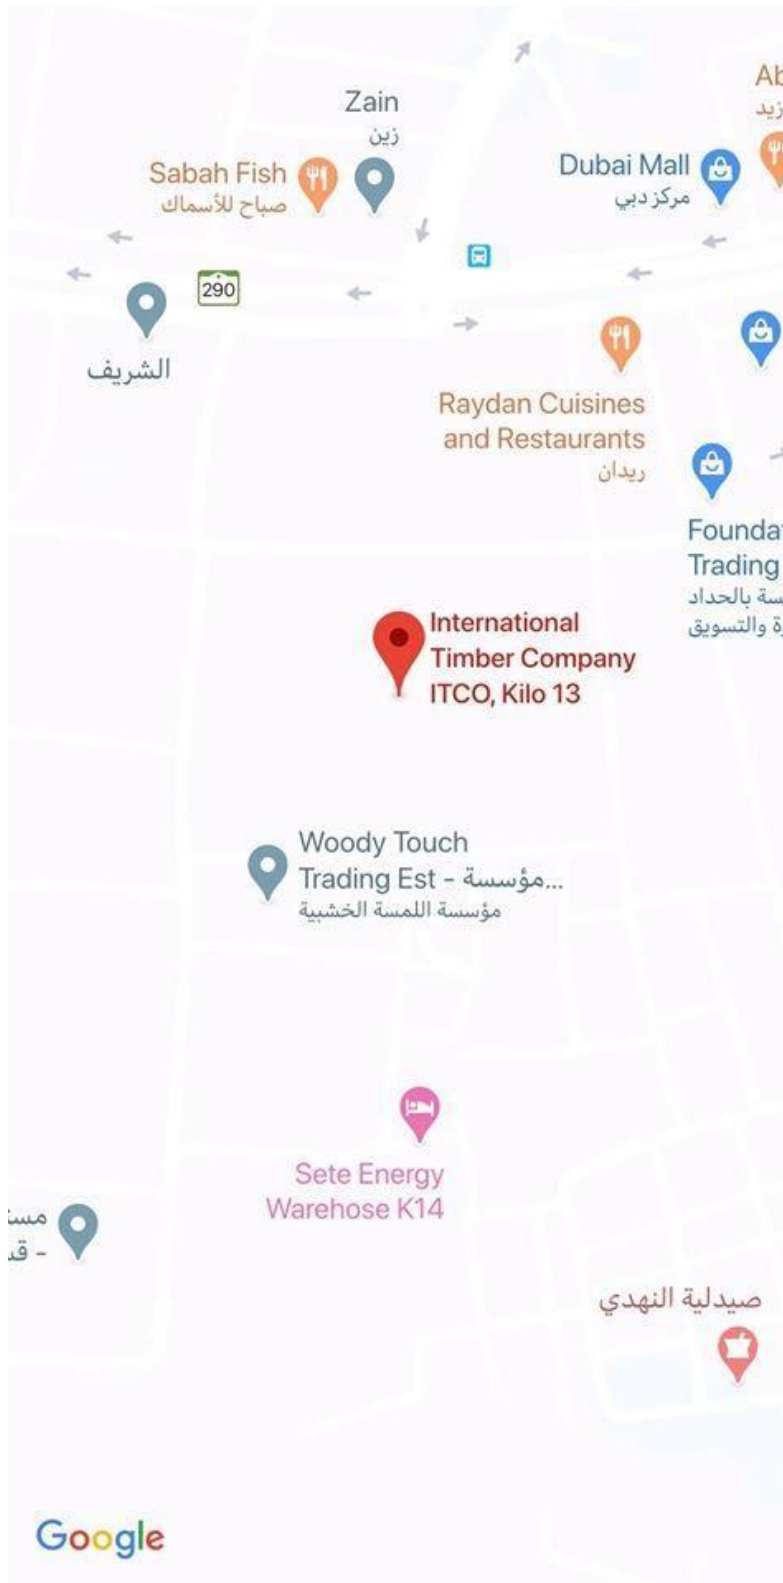 Zain
زين
Sabah Fish
صباح للأسماك
Dubai Mall
مركز دبي
290
الشريف
Raydan Cuisines
and Restaurants
ريدان
Trading
بالحداد
والتسويق
International
Timber Company
ITCO, Kilo 13
Woody Touch
Trading Est - مؤسسة...
مؤسسة اللمسة الخشبية
Sete Energy
Warehose K14
صيدلية النهدي
Google